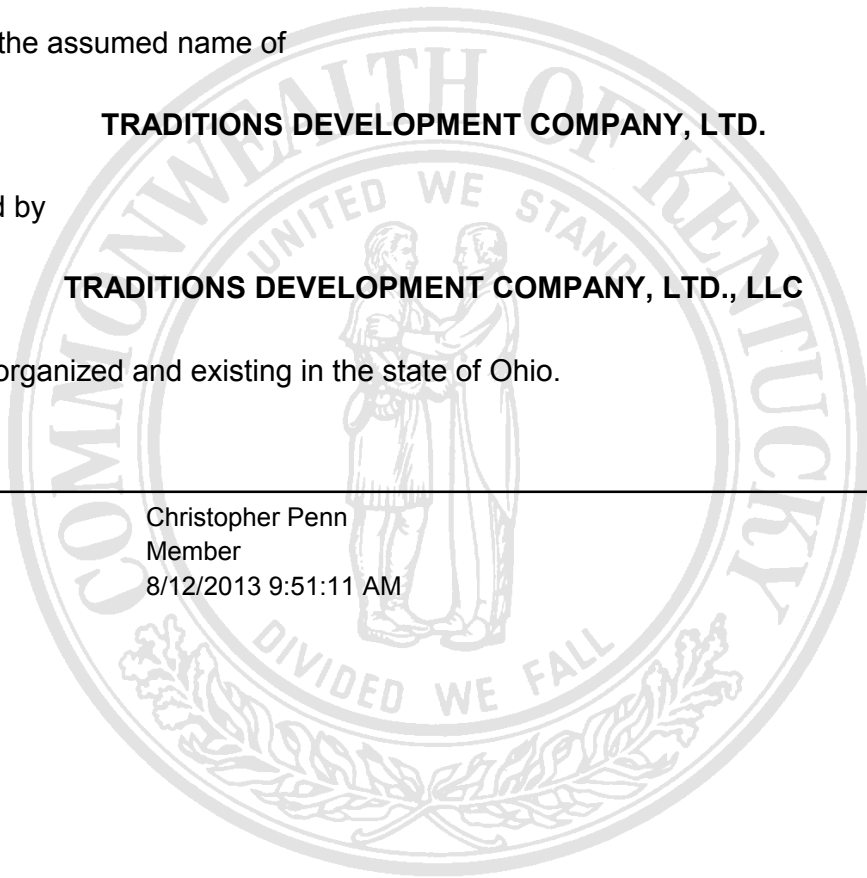 the assumed name of
TRADITIONS DEVELOPMENT COMPANY, LTD.
d by
TRADITIONS DEVELOPMENT COMPANY, LTD., LLC
organized and existing in the state of Ohio.
Christopher Penn
Member
8/12/2013 9:51:11 AM
COMMONWEALTH OF KENTUCKY
UNITED WE STAND
DIVIDED WE FALL